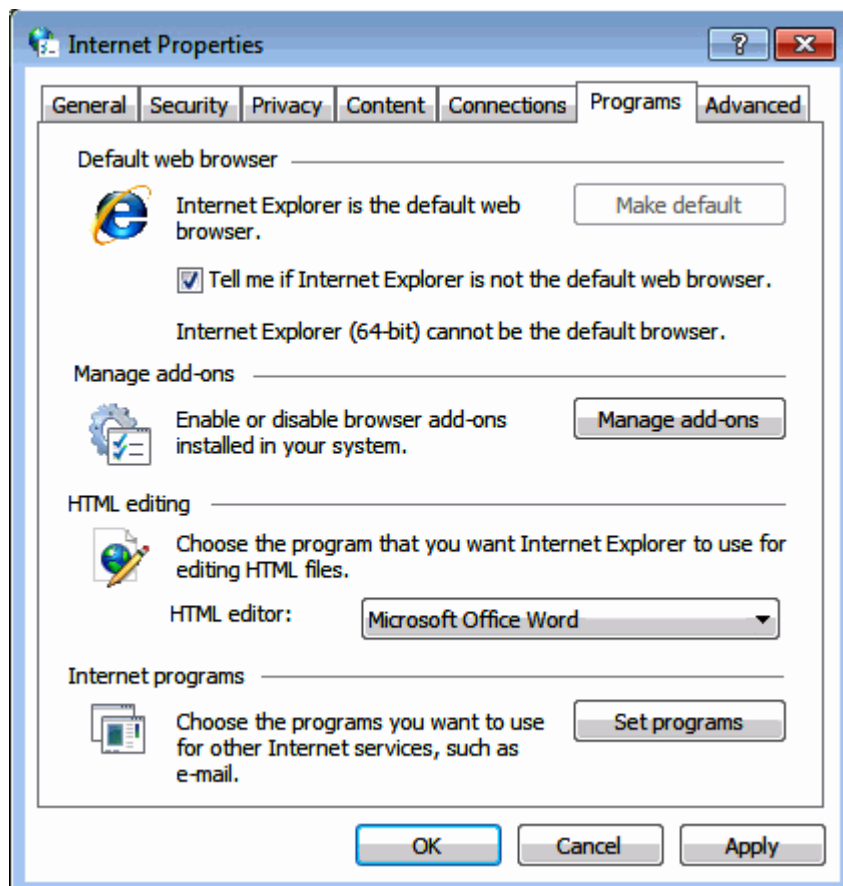 Internet Properties
General Security Privacy Content Connections Programs Advanced
Default web browser
Internet Explorer is the default web
browser.
Make default
Tell me if Internet Explorer is not the default web browser.
Internet Explorer (64-bit) cannot be the default browser.
Manage add-ons
Enable or disable browser add-ons
installed in your system.
Manage add-ons
HTML editing
Choose the program that you want Internet Explorer to use for
editing HTML files.
HTML editor: Microsoft Office Word
Internet programs
Choose the programs you want to use
for other Internet services, such as
e-mail.
Set programs
OK Cancel Apply